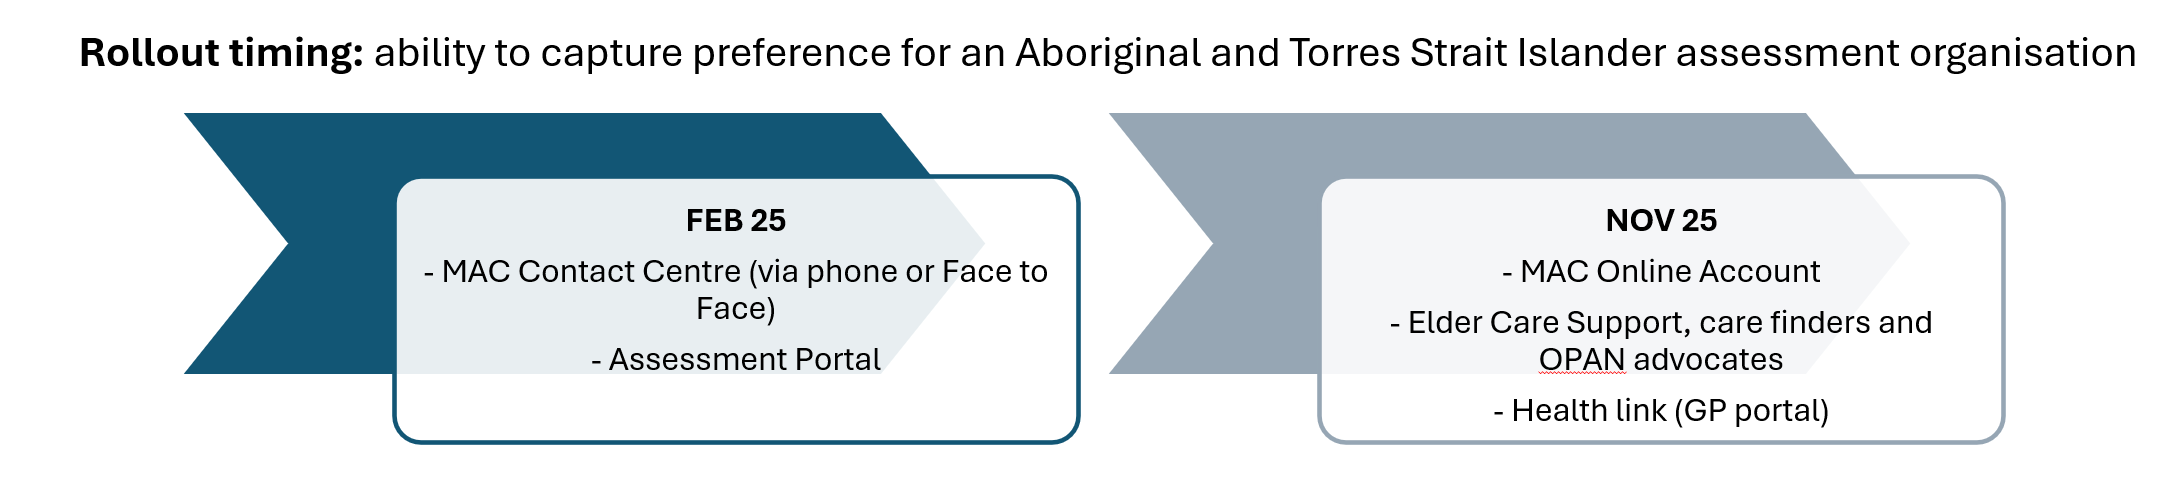 Rollout timing: ability to capture preference for an Aboriginal and Torres Strait Islander assessment organisation
FEB 25
- MAC Contact Centre (via phone or Face to
Face)
- Assessment Portal
NOV 25
- MAC Online Account
- Elder Care Support, care finders and
OPAN advocates
- Health link (GP portal)